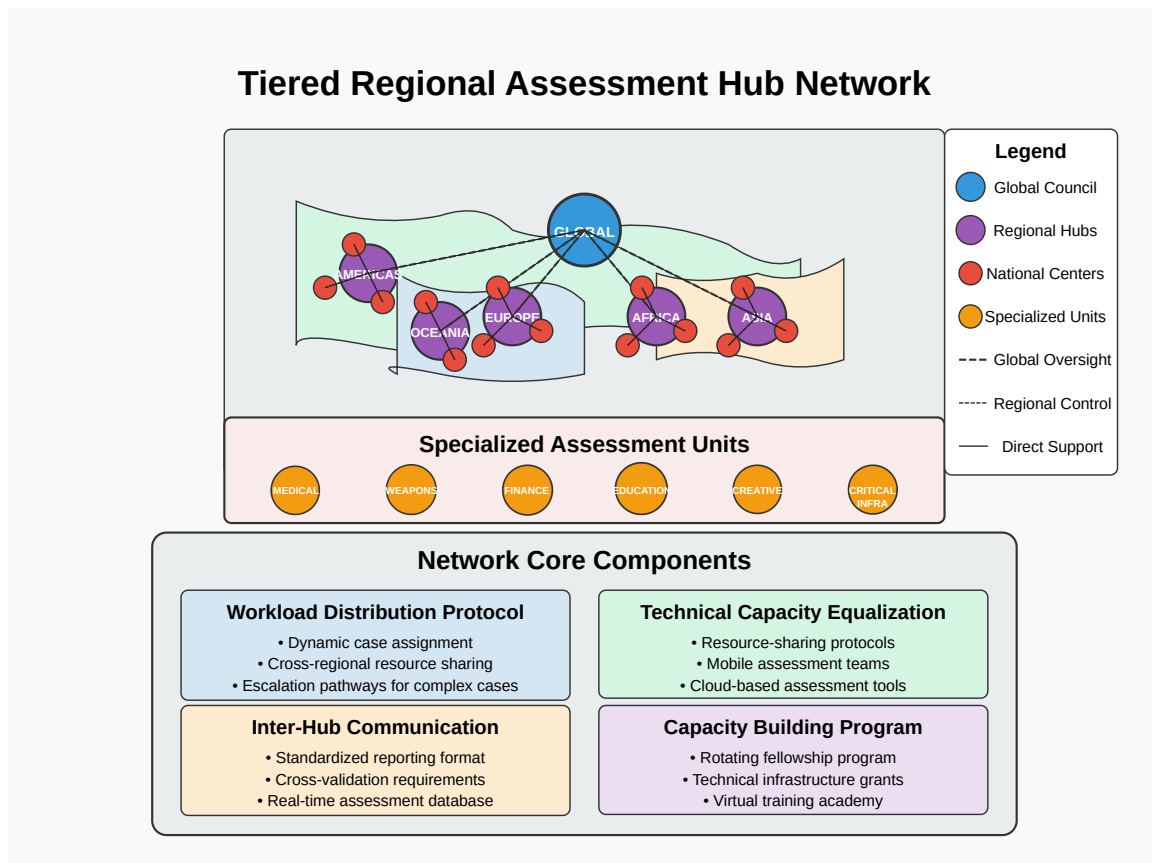 Tiered Regional Assessment Hub Network
GLOBAL
AMERICAS
OCEANIA
EUROPE
AFRICA
ASIA
Legend
Global Council
Regional Hubs
National Centers
Specialized Units
Global Oversight
Regional Control
Direct Support
Specialized Assessment Units
MEDICAL
WEAPONS
FINANCE
EDUCATION
CREATIVE
CRITICAL
INFRA
Network Core Components
Workload Distribution Protocol
• Dynamic case assignment
• Cross-regional resource sharing
• Escalation pathways for complex cases
Technical Capacity Equalization
• Resource-sharing protocols
• Mobile assessment teams
• Cloud-based assessment tools
Inter-Hub Communication
• Standardized reporting format
• Cross-validation requirements
• Real-time assessment database
Capacity Building Program
• Rotating fellowship program
• Technical infrastructure grants
• Virtual training academy